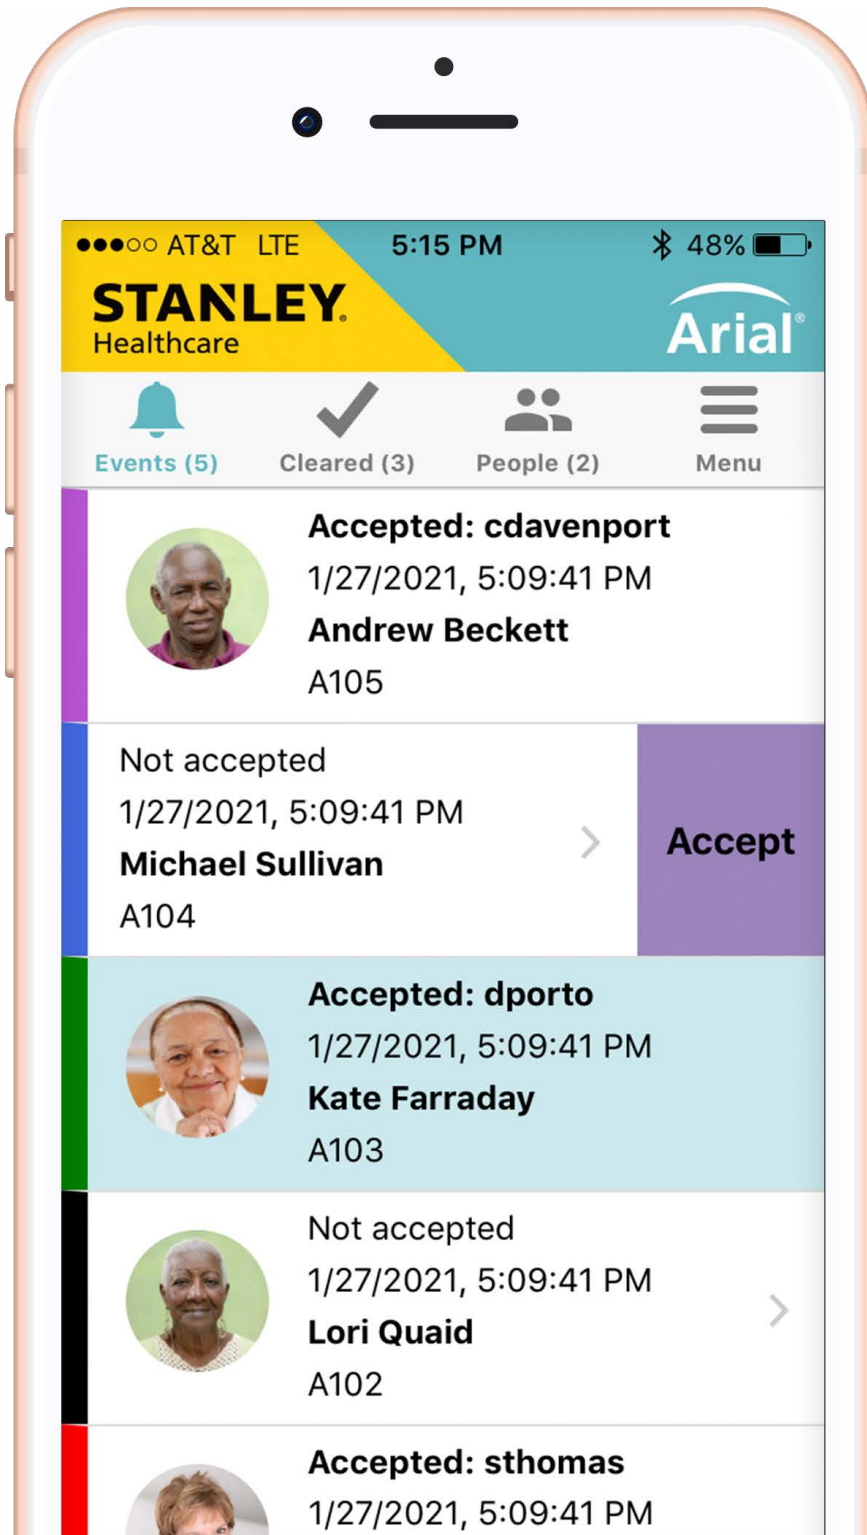 AT&T LTE 5:15 PM 48%
STANLEY®
Healthcare
Arial®
Events (5) Cleared (3) People (2) Menu
Accepted: cdavenport
1/27/2021, 5:09:41 PM
Andrew Beckett
A105
Not accepted
1/27/2021, 5:09:41 PM
Michael Sullivan
A104
Accept
Accepted: dporto
1/27/2021, 5:09:41 PM
Kate Farraday
A103
Not accepted
1/27/2021, 5:09:41 PM
Lori Quaid
A102
Accepted: sthomas
1/27/2021, 5:09:41 PM